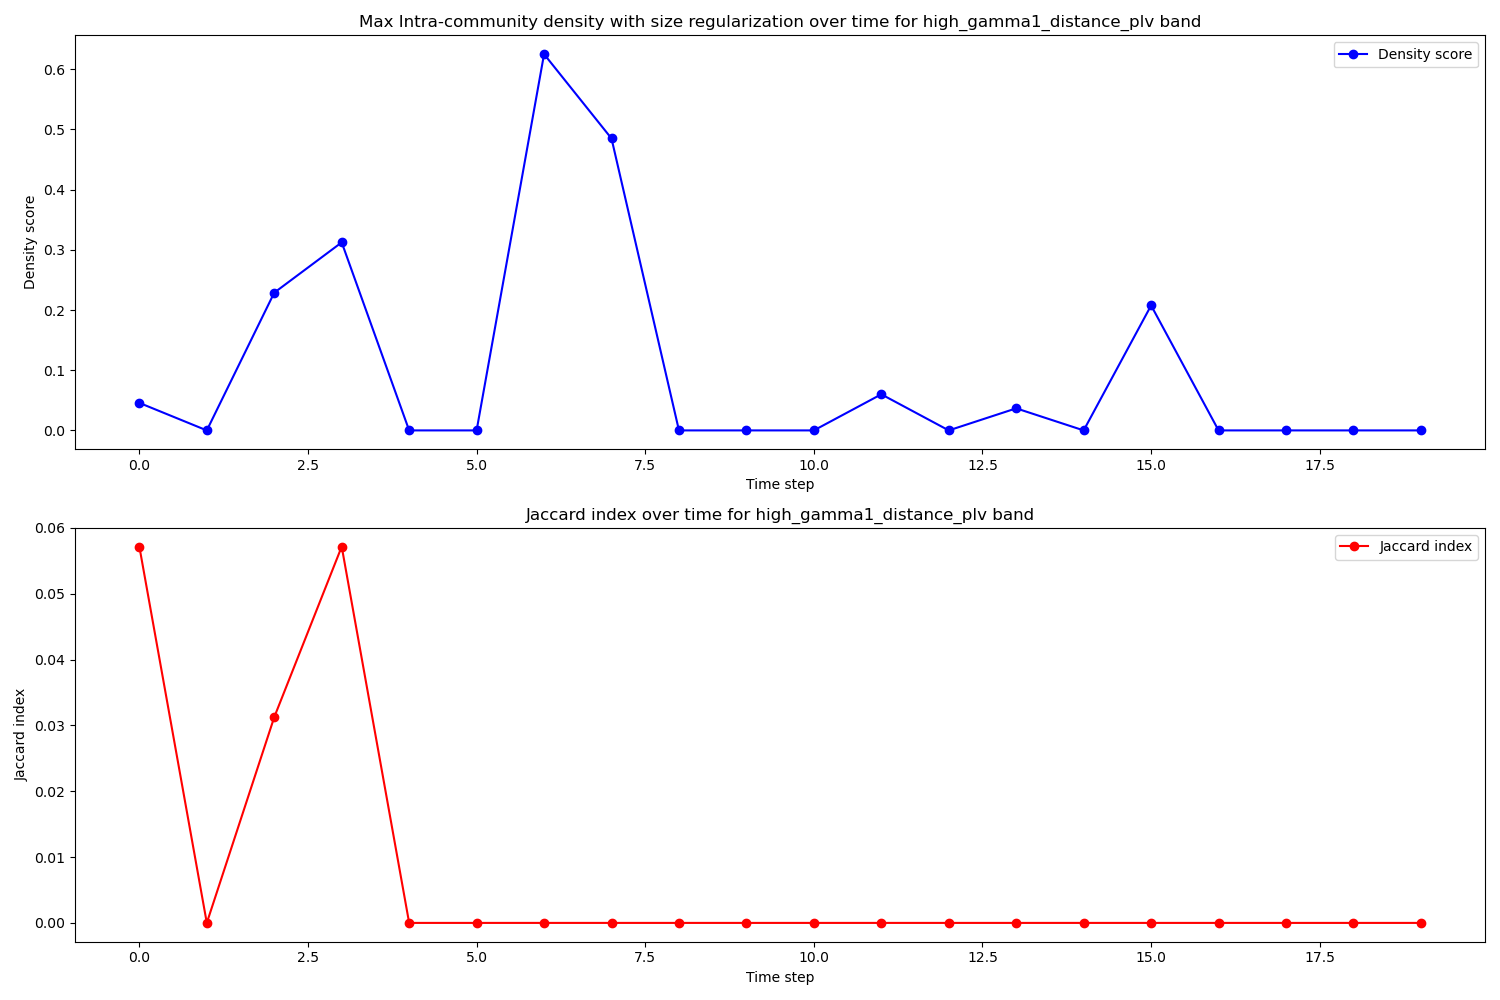 Max Intra-community density with size regularization over time for high_gamma1_distance_plv band
Density score
0.6
0.5
0.4
0.3
0.2
0.1
0.0
Density score
0.0 2.5 5.0 7.5 10.0 12.5 15.0 17.5
Time step
Jaccard index over time for high_gamma1_distance_plv band
Jaccard index
0.06
0.05
0.04
0.03
0.02
0.01
0.00
Jaccard index
0.0 2.5 5.0 7.5 10.0 12.5 15.0 17.5
Time step